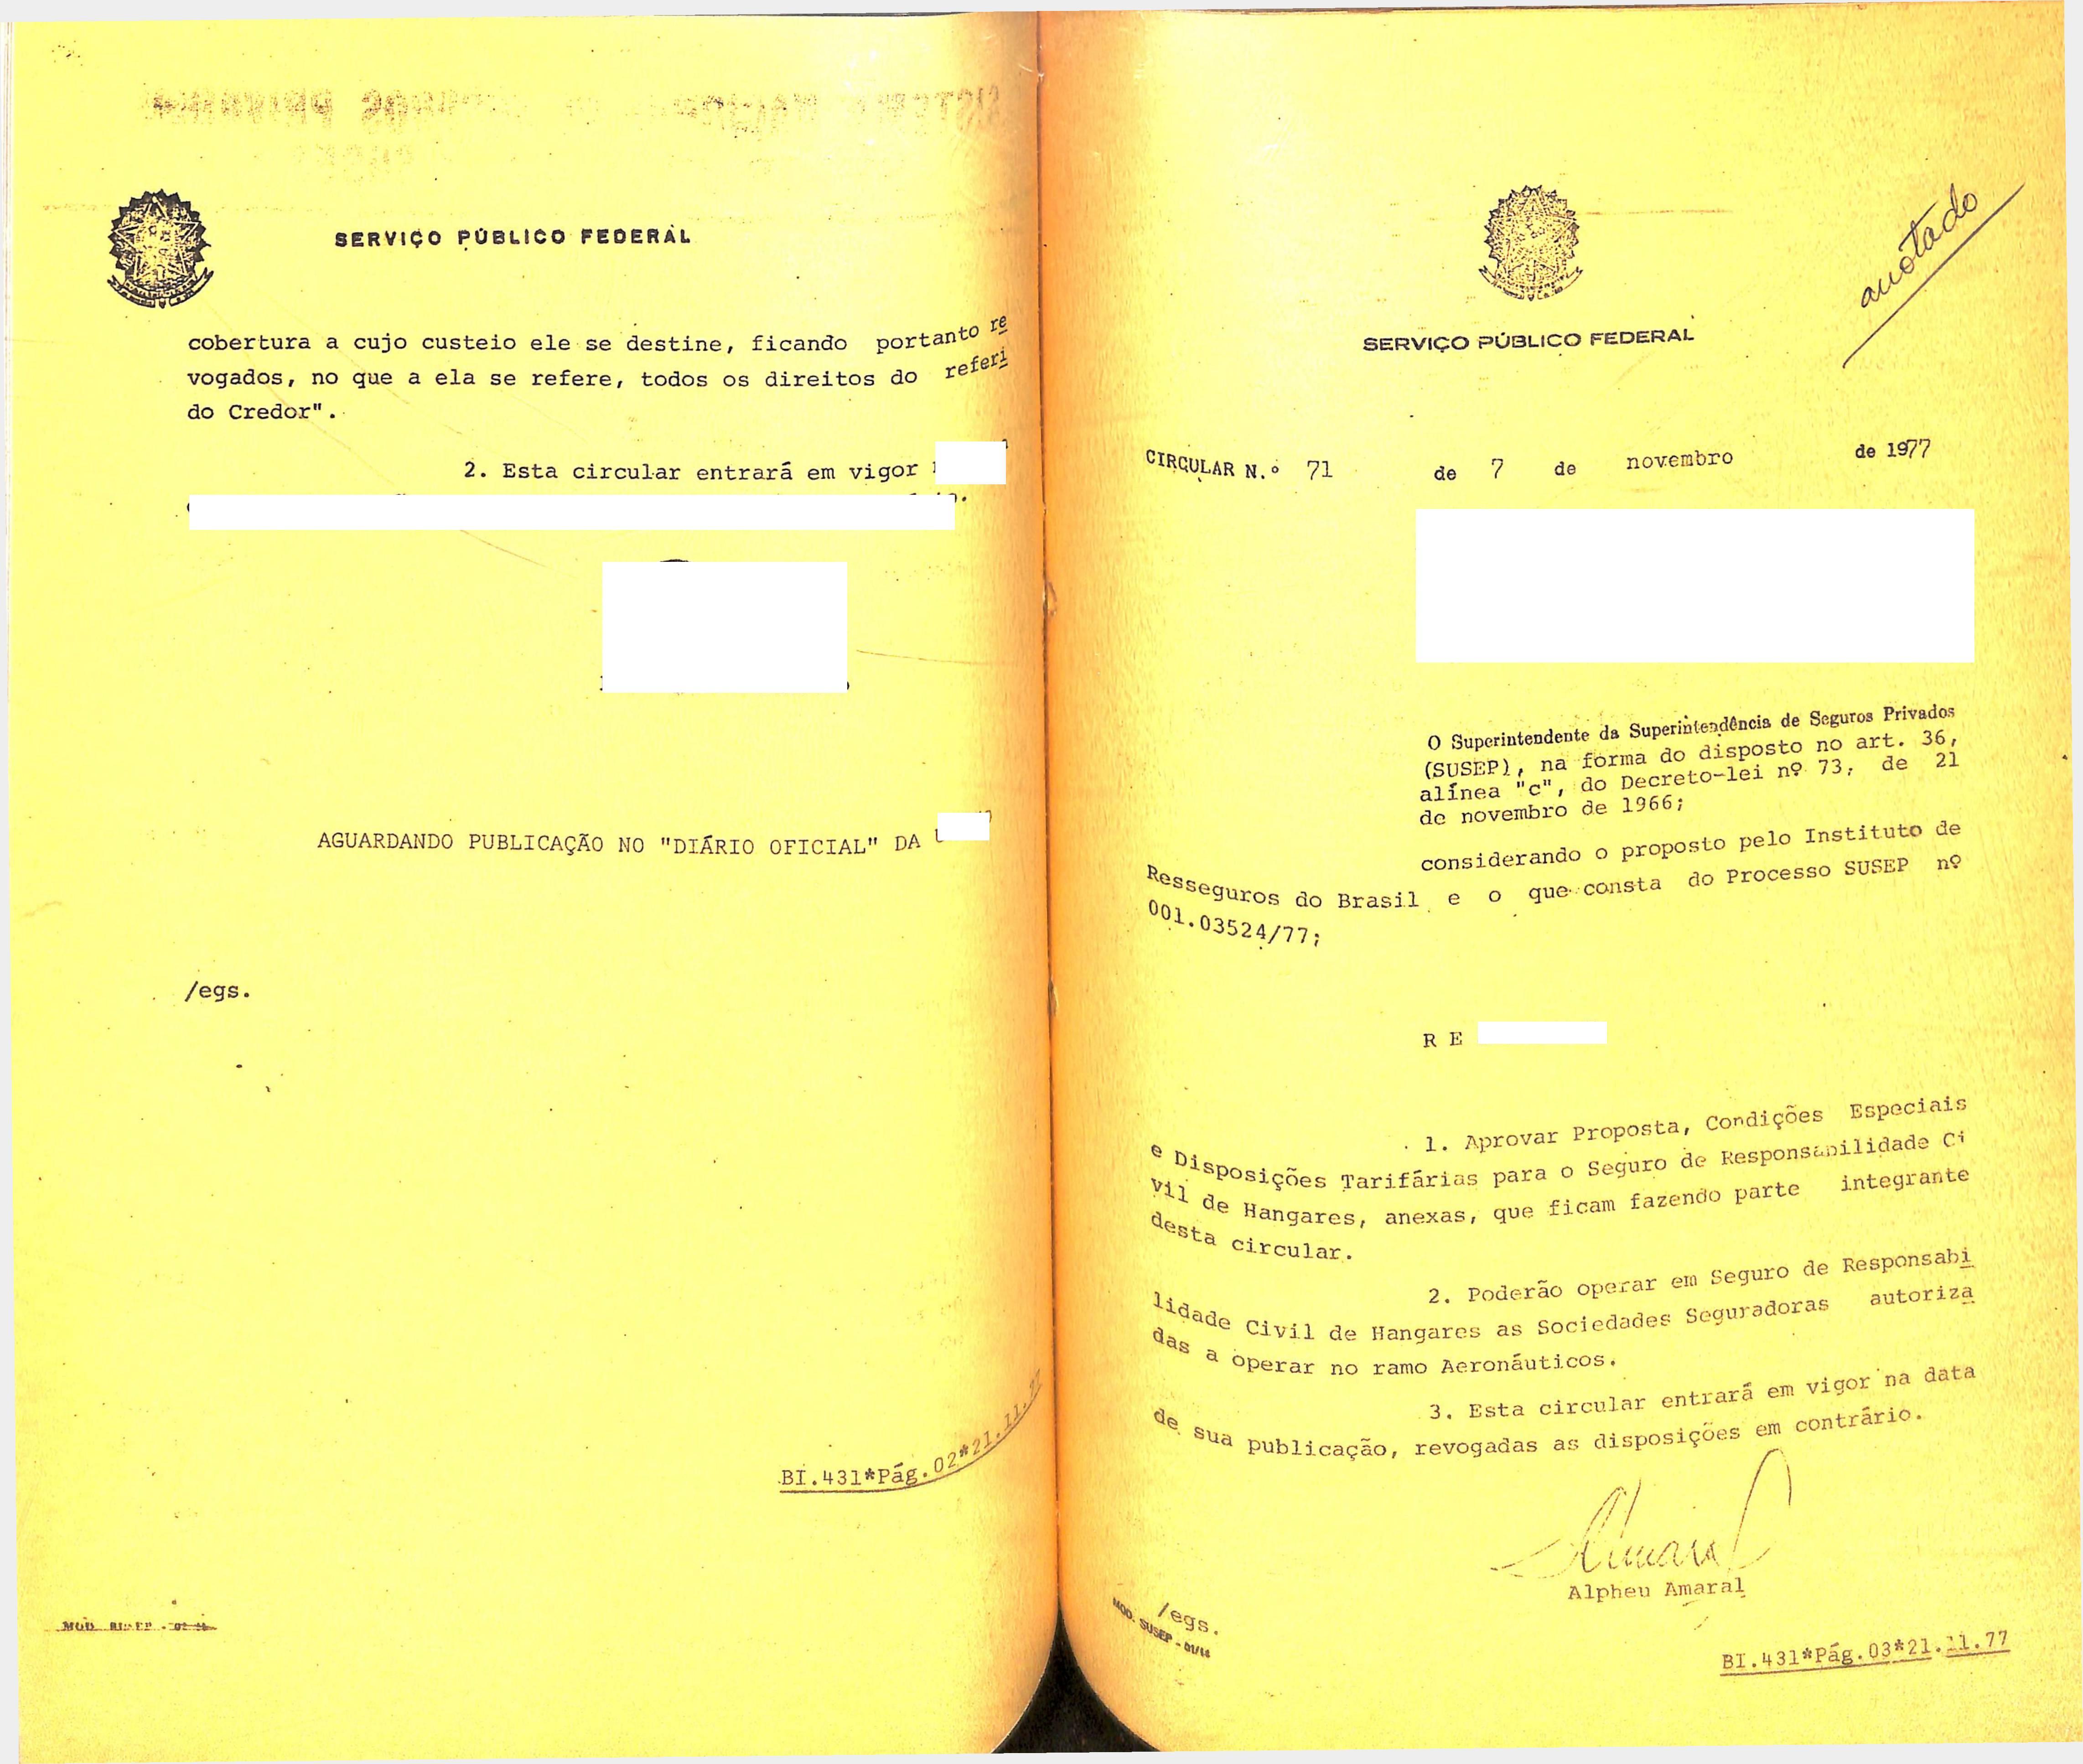 SERVIÇO PÚBLICO FEDERAL
cobertura a cujo custeio ele se destine, ficando portanto re
vogados, no que a ela se refere, todos os direitos do referi
do Credor".
2. Esta circular entrará em vigor
AGUARDANDO PUBLICAÇÃO NO "DIÁRIO OFICIAL" DA
/egs.
BI.431*Pág.02*21.11.77
MOD. SUSEP
anotado
SERVIÇO PÚBLICO FEDERAL
CIRCULAR N.º 71 de 7 de novembro de 1977
O Superintendente da Superintendência de Seguros Privados
(SUSEP), na forma do disposto no art. 36,
alínea "c", do Decreto-lei nº 73, de 21
de novembro de 1966;
considerando o proposto pelo Instituto de
Resseguros do Brasil e o que consta do Processo SUSEP nº
001.03524/77;
R E
1. Aprovar Proposta, Condições Especiais
e Disposições Tarifárias para o Seguro de Responsabilidade Ci
vil de Hangares, anexas, que ficam fazendo parte integrante
desta circular.
2. Poderão operar em Seguro de Responsabi
lidade Civil de Hangares as Sociedades Seguradoras autoriza
das a operar no ramo Aeronáuticos.
3. Esta circular entrará em vigor na data
de sua publicação, revogadas as disposições em contrário.
Amaral
Alpheu Amaral
/egs.
MOD. SUSEP - 01/14
BI.431*Pág.03*21.11.77